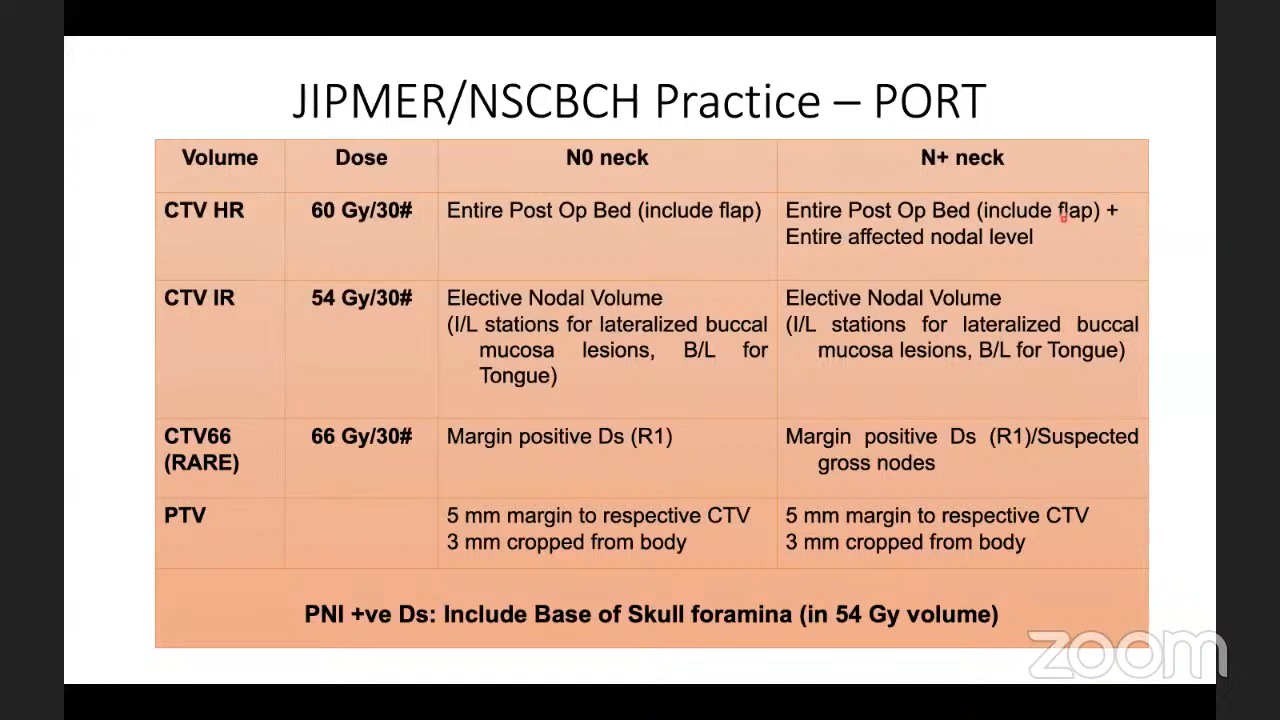 JIPMER/NSCBCH Practice – PORT
Volume Dose N0 neck N+ neck
CTV HR 60 Gy/30# Entire Post Op Bed (include flap) Entire Post Op Bed (include flap) +
Entire affected nodal level
CTV IR 54 Gy/30# Elective Nodal Volume Elective Nodal Volume
(I/L stations for lateralized buccal (I/L stations for lateralized buccal
mucosa lesions, B/L for mucosa lesions, B/L for Tongue)
Tongue)
CTV66 66 Gy/30# Margin positive Ds (R1) Margin positive Ds (R1)/Suspected
(RARE) gross nodes
PTV 5 mm margin to respective CTV 5 mm margin to respective CTV
3 mm cropped from body 3 mm cropped from body
PNI +ve Ds: Include Base of Skull foramina (in 54 Gy volume)
zoom